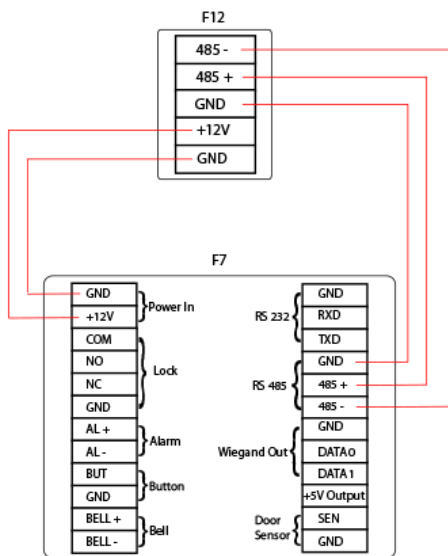 F12
485 -
485 +
GND
+12V
GND
F7
GND
+12V
Power In
COM
NO
NC
GND
Lock
AL +
AL -
Alarm
BUT
GND
Button
BELL +
BELL -
Bell
RS 232
GND
RXD
TXD
RS 485
GND
485 +
485 -
Wiegand Out
GND
DATA0
DATA1
+5V Output
Door
Sensor
SEN
GND